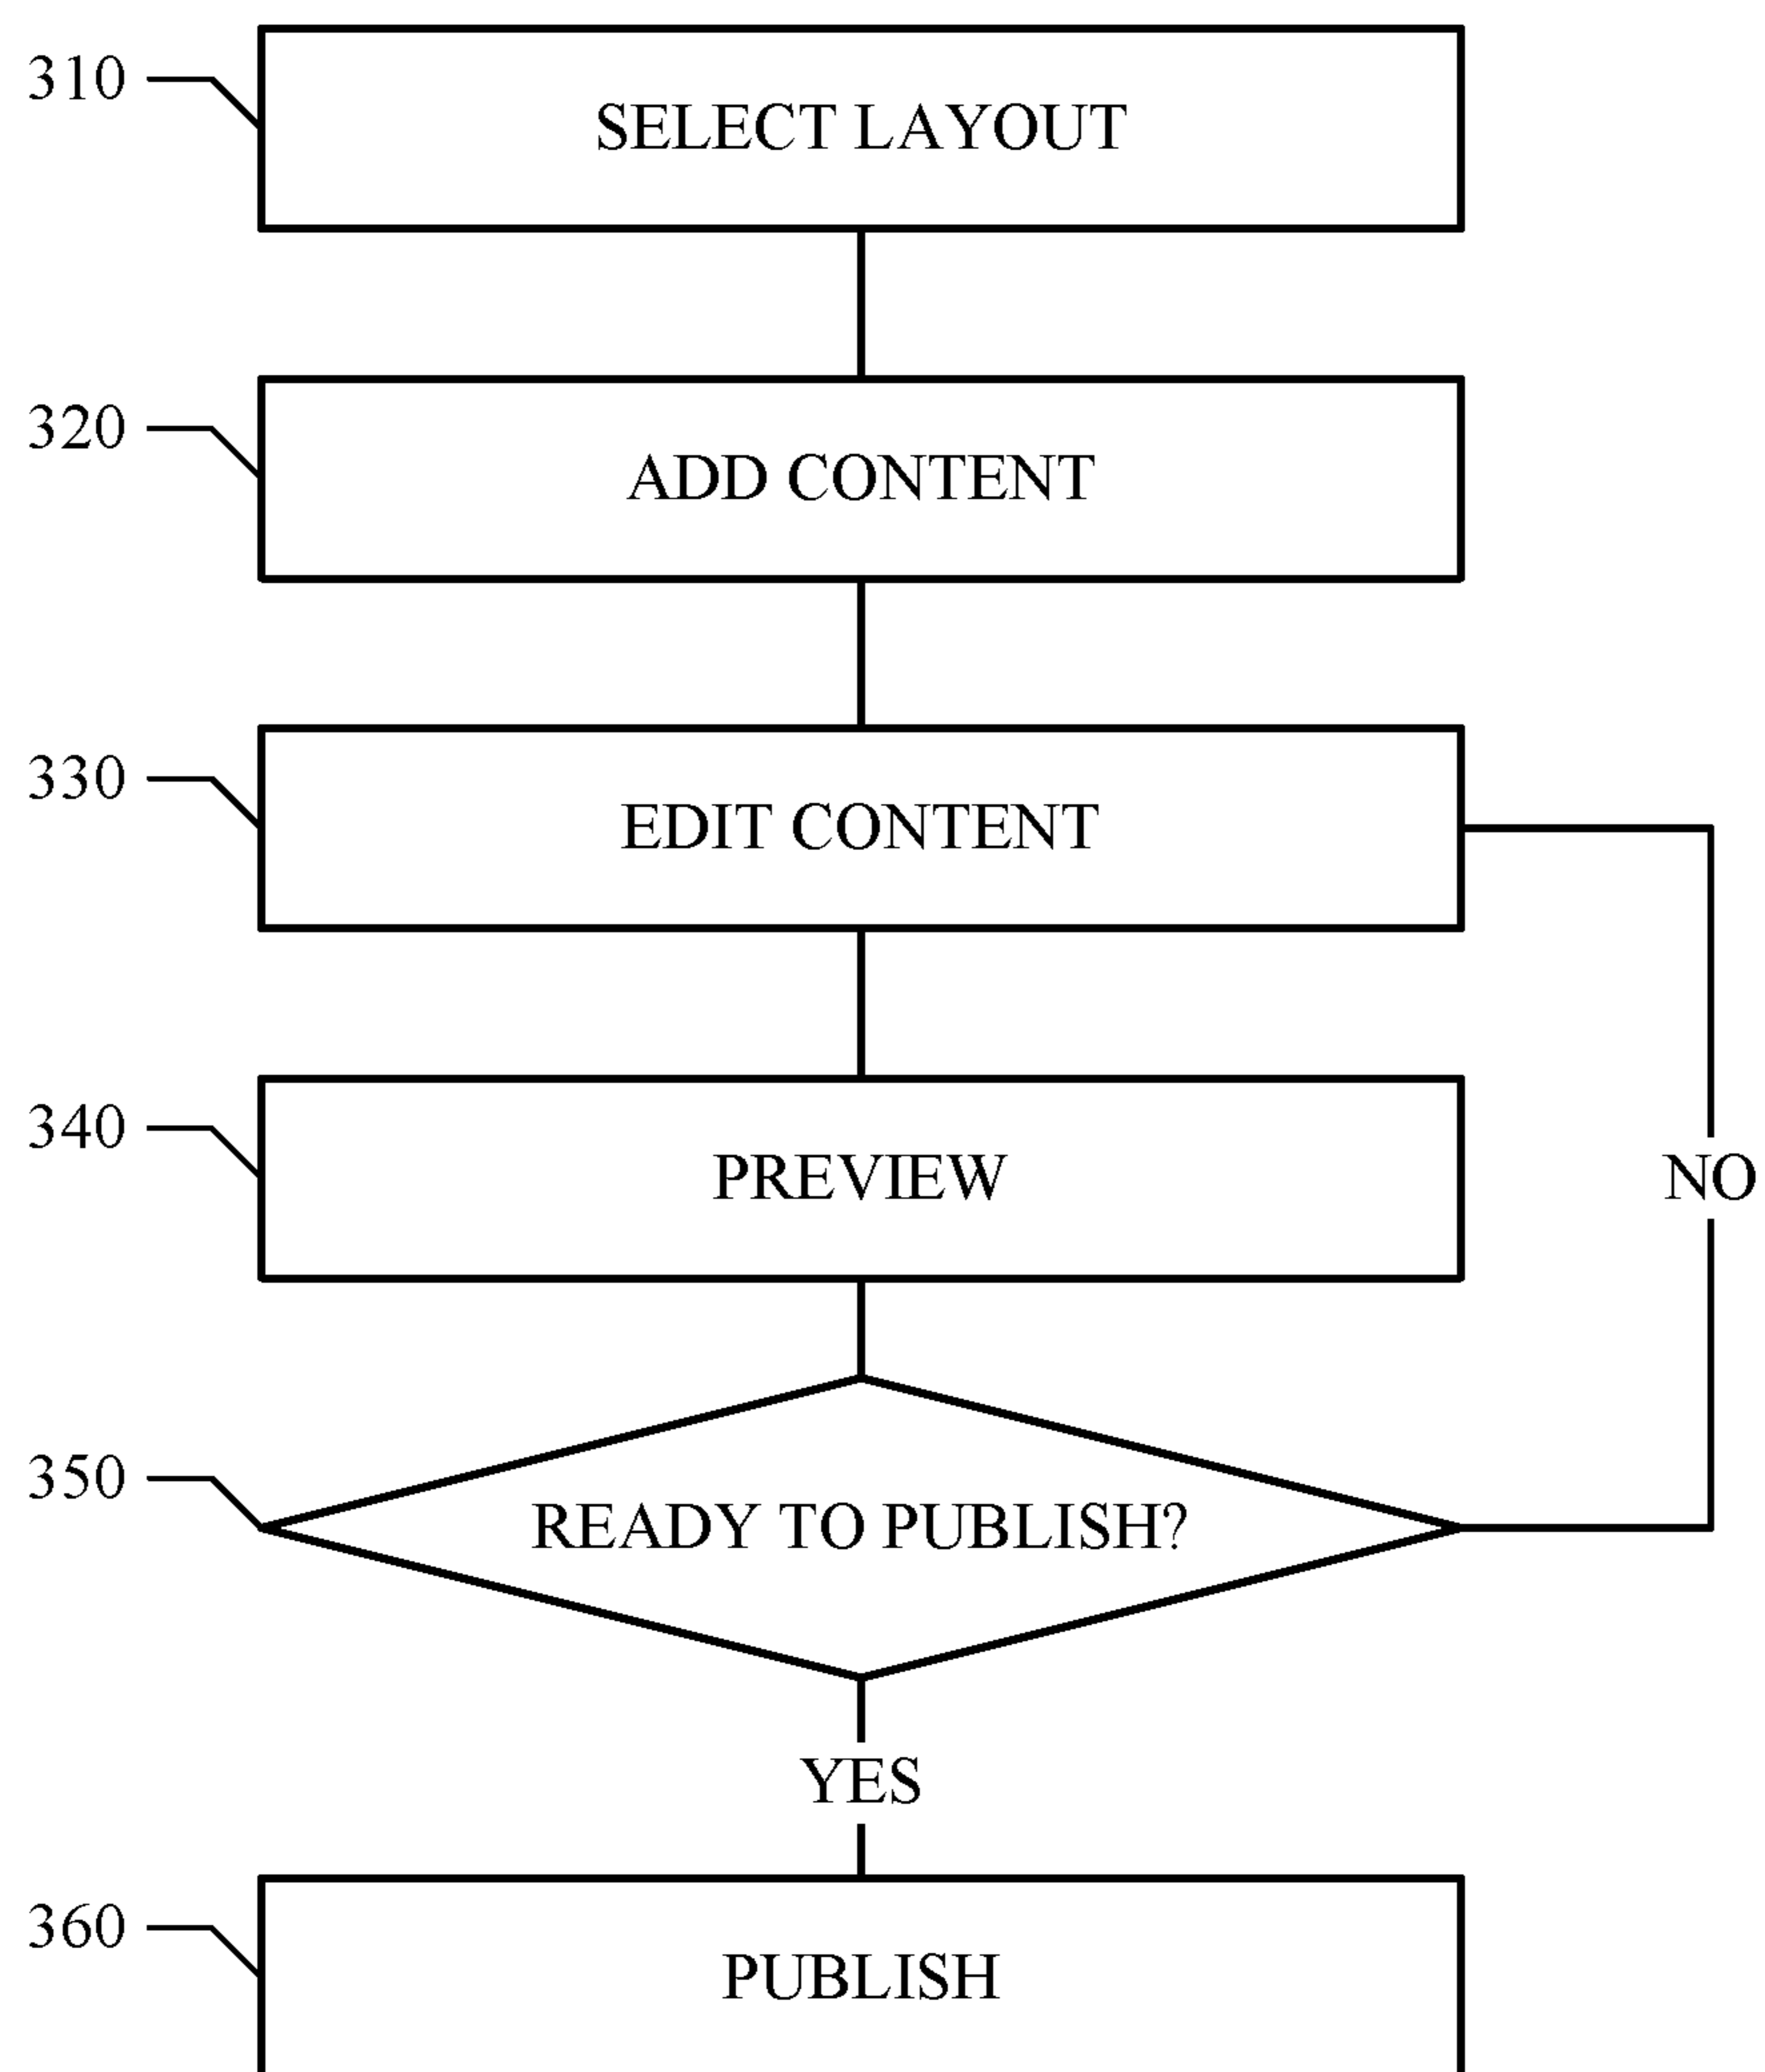 310
SELECT LAYOUT
320
ADD CONTENT
330
EDIT CONTENT
340
PREVIEW
NO
350
READY TO PUBLISH?
YES
360
PUBLISH